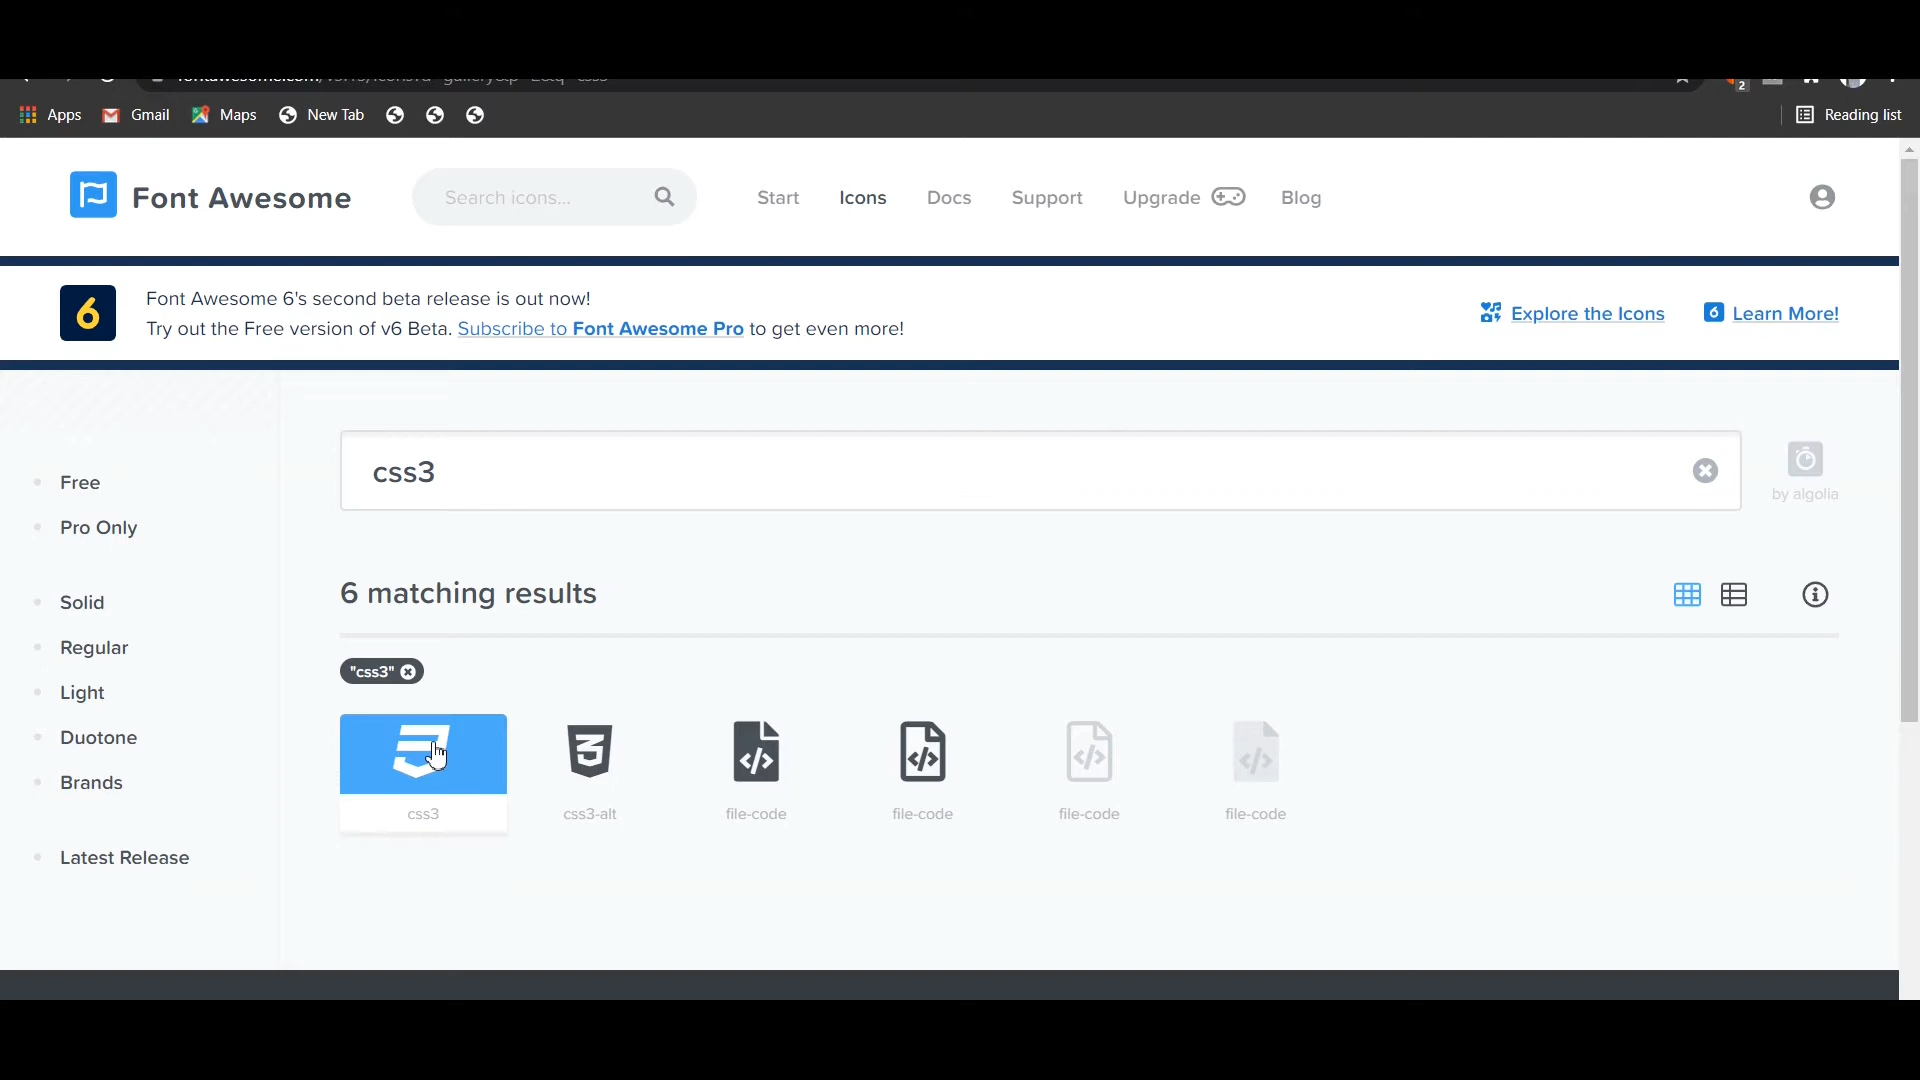 2
Apps Gmail Maps New Tab Reading list
Font Awesome Search icons... Start Icons Docs Support Upgrade Blog
6 Font Awesome 6's second beta release is out now!
Try out the Free version of v6 Beta. Subscribe to Font Awesome Pro to get even more!
Explore the Icons 6 Learn More!
css3
by algolia
Free
Pro Only
Solid
Regular
Light
Duotone
Brands
Latest Release
6 matching results
"css3"
3
css3 css3-alt file-code file-code file-code file-code